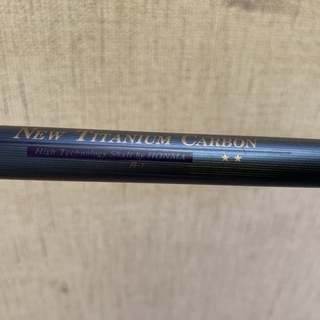 NEW TITANIUM CARBON
High Technology Shaft by HONMA
★★